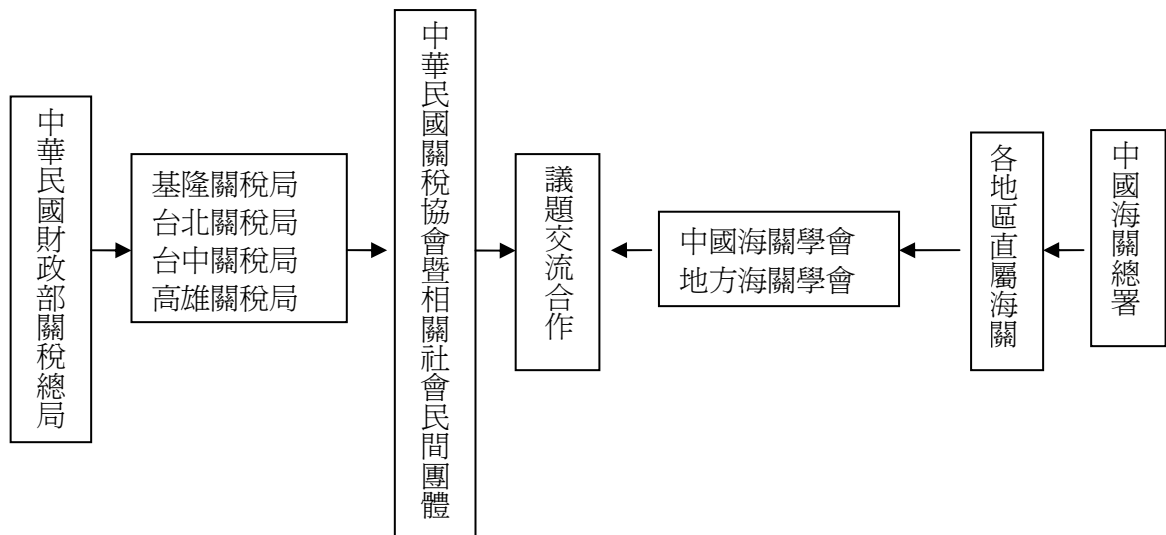 中華民國財政部關稅總局
基隆關稅局
台北關稅局
台中關稅局
高雄關稅局
中華民國關稅協會暨相關社會民間團體
議題交流合作
中國海關學會
地方海關學會
各地區直屬海關
中國海關總署